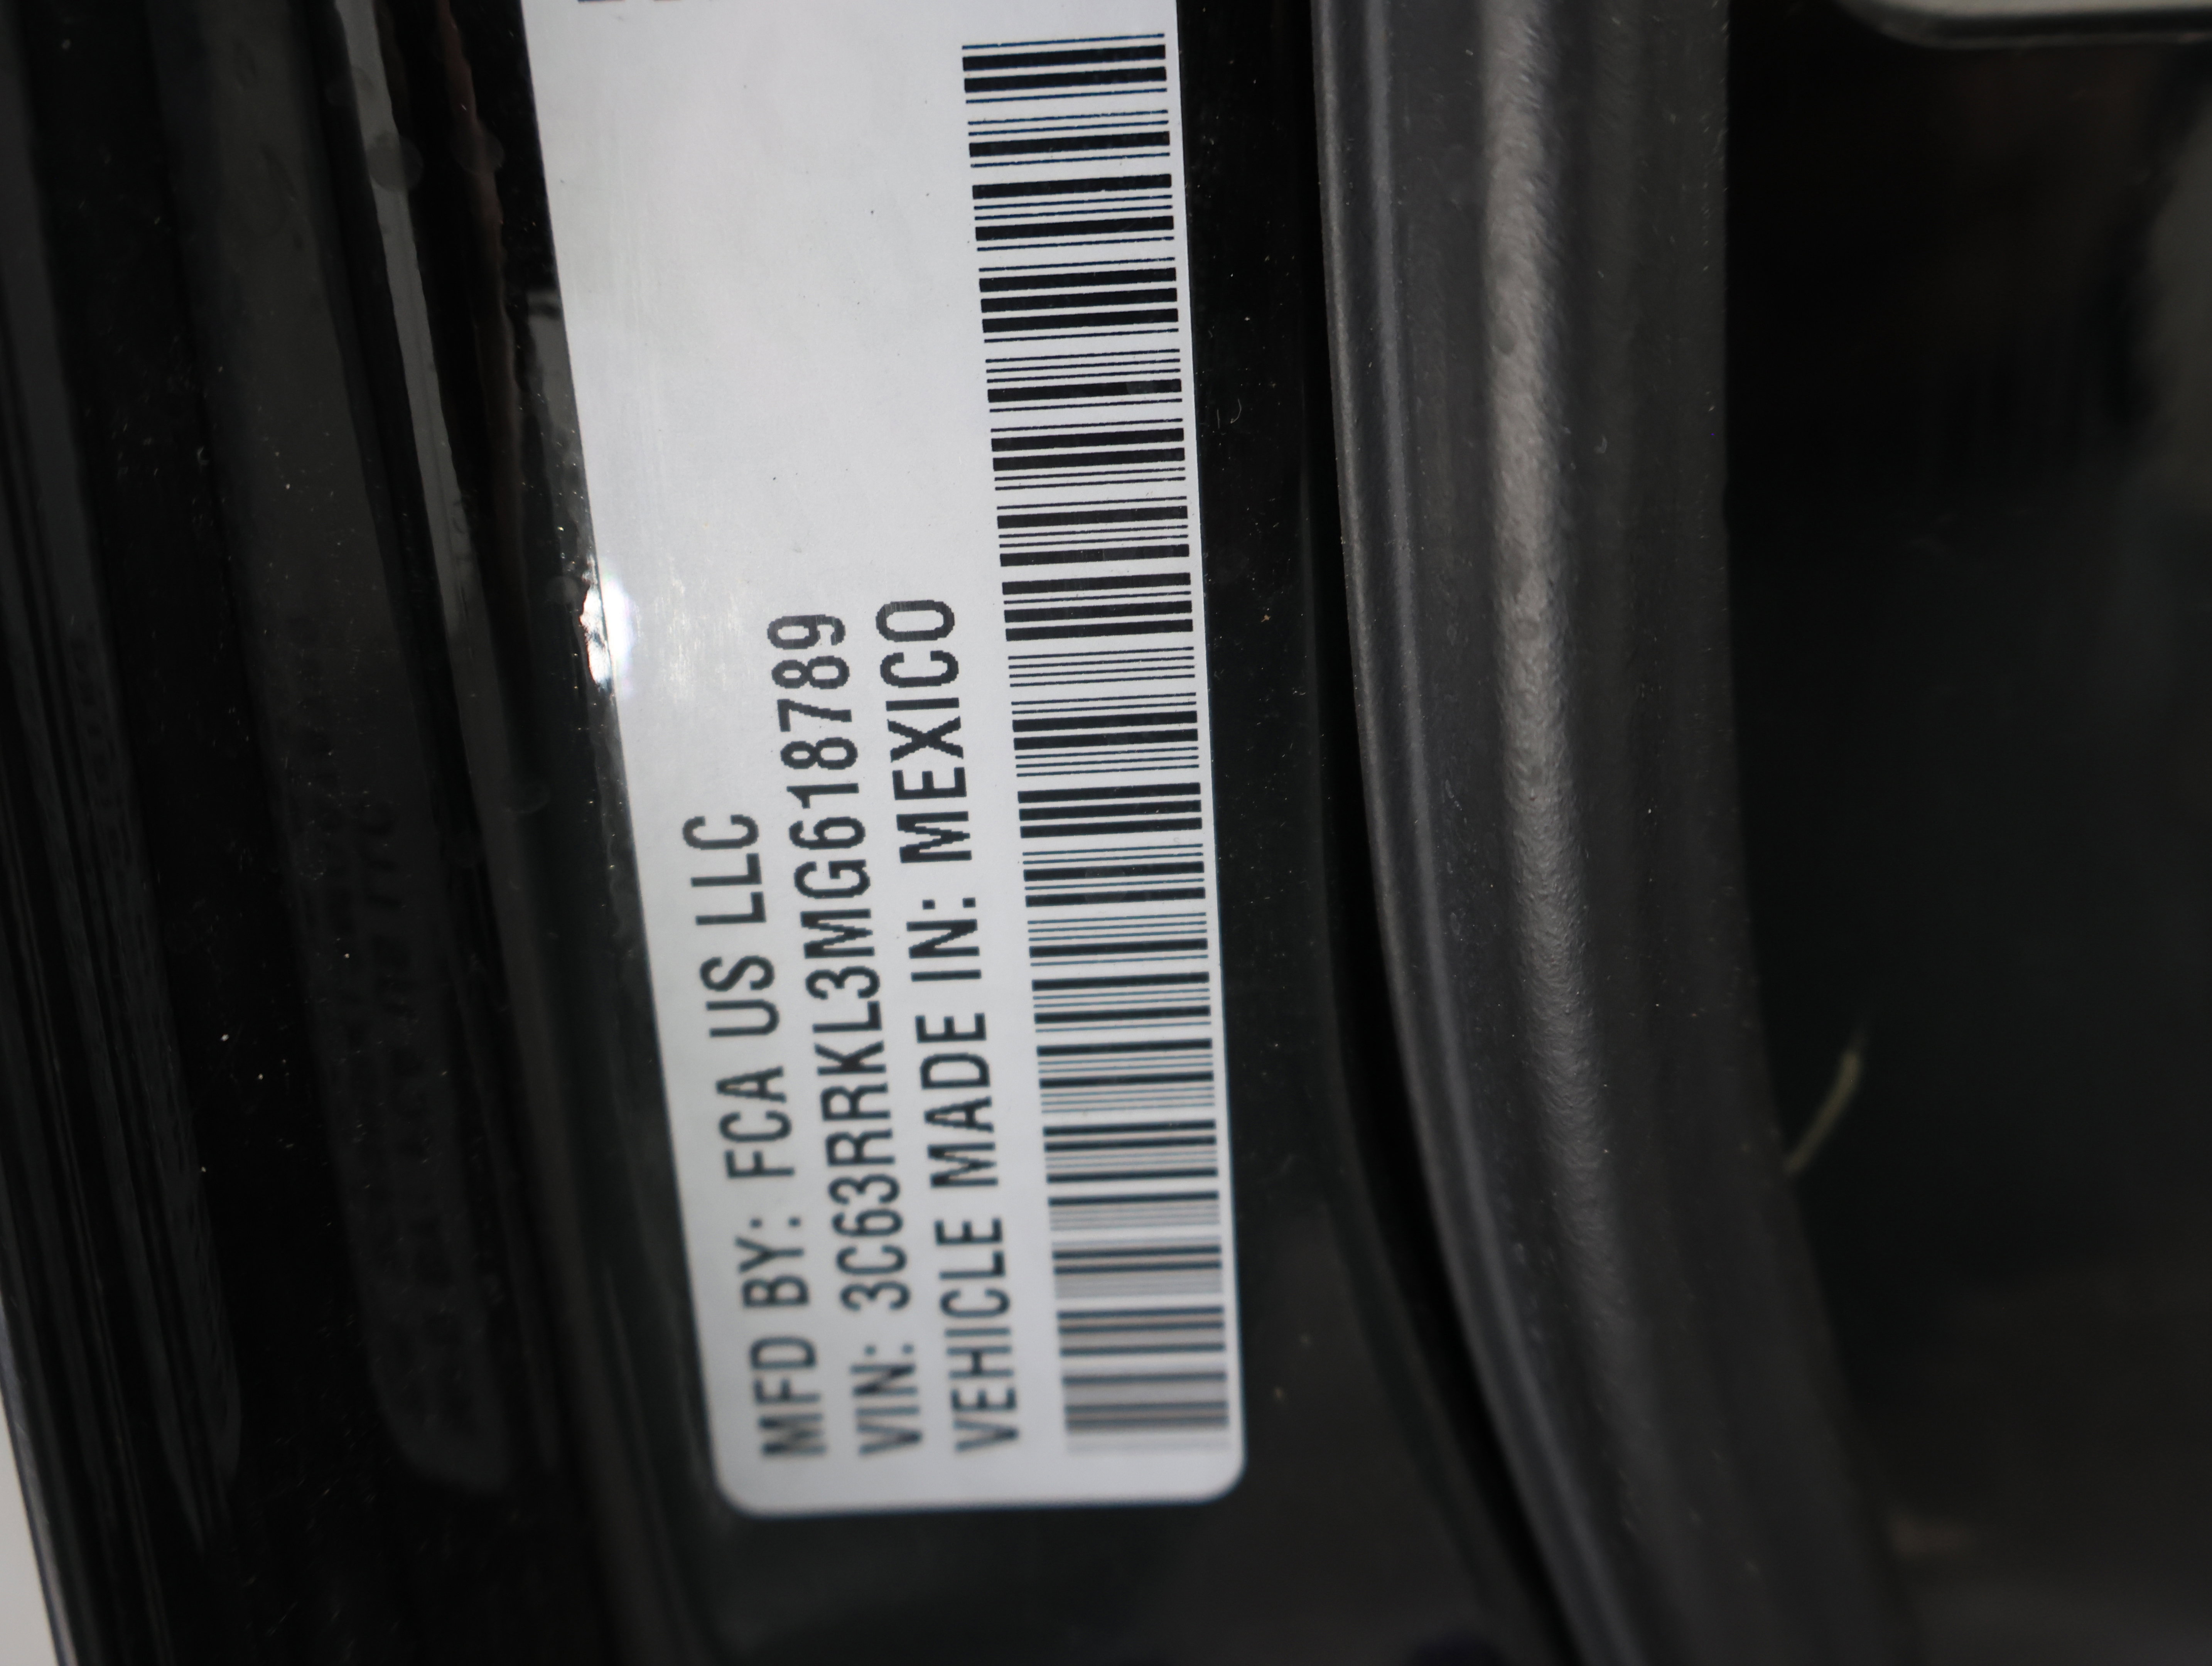 MFD BY: FCA US LLC
VIN: 3C63RRKL3MG618789
VEHICLE MADE IN: MEXICO